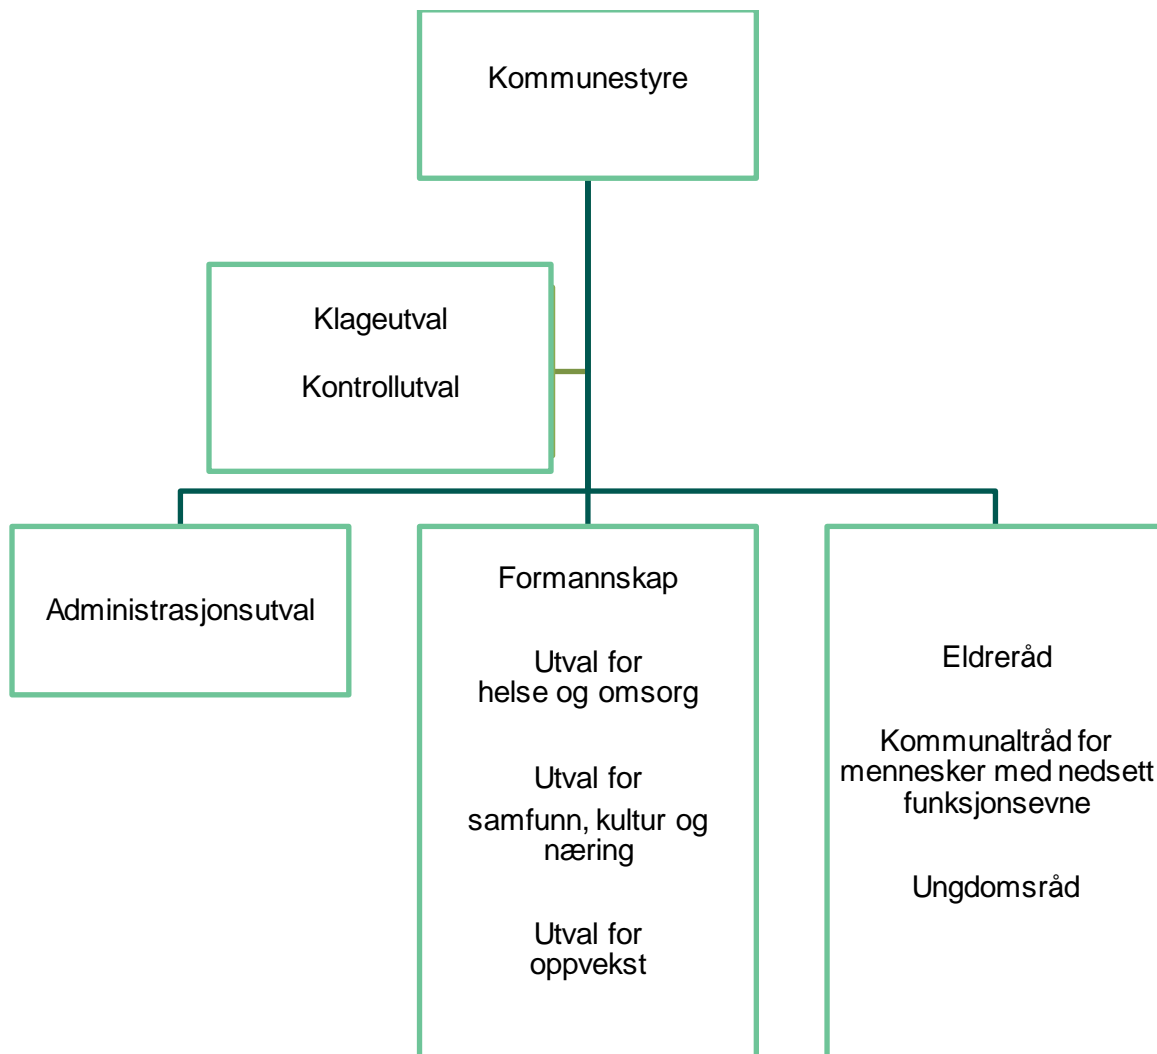 Kommunestyre
Klageutval
Kontrollutval
Administrasjonsutval
Formannskap
Utval for
helse og omsorg
Utval for
samfunn, kultur og
næring
Utval for
oppvekst
Eldreråd
Kommunaltråd for
mennesker med nedsett
funksjonsevne
Ungdomsråd